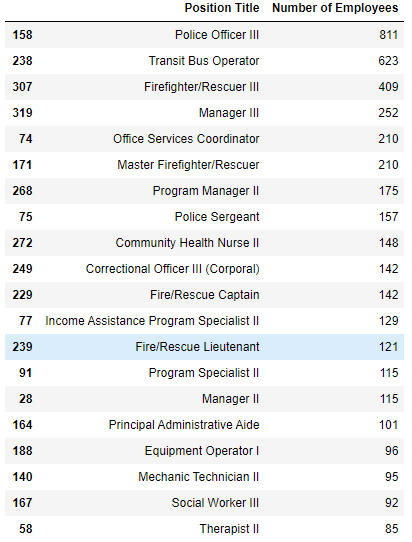 Position Title Number of Employees
158 Police Officer III 811
238 Transit Bus Operator 623
307 Firefighter/Rescuer III 409
319 Manager III 252
74 Office Services Coordinator 210
171 Master Firefighter/Rescuer 210
268 Program Manager II 175
75 Police Sergeant 157
272 Community Health Nurse II 148
249 Correctional Officer III (Corporal) 142
229 Fire/Rescue Captain 142
77 Income Assistance Program Specialist II 129
239 Fire/Rescue Lieutenant 121
91 Program Specialist II 115
28 Manager II 115
164 Principal Administrative Aide 101
188 Equipment Operator I 96
140 Mechanic Technician II 95
167 Social Worker III 92
58 Therapist II 85